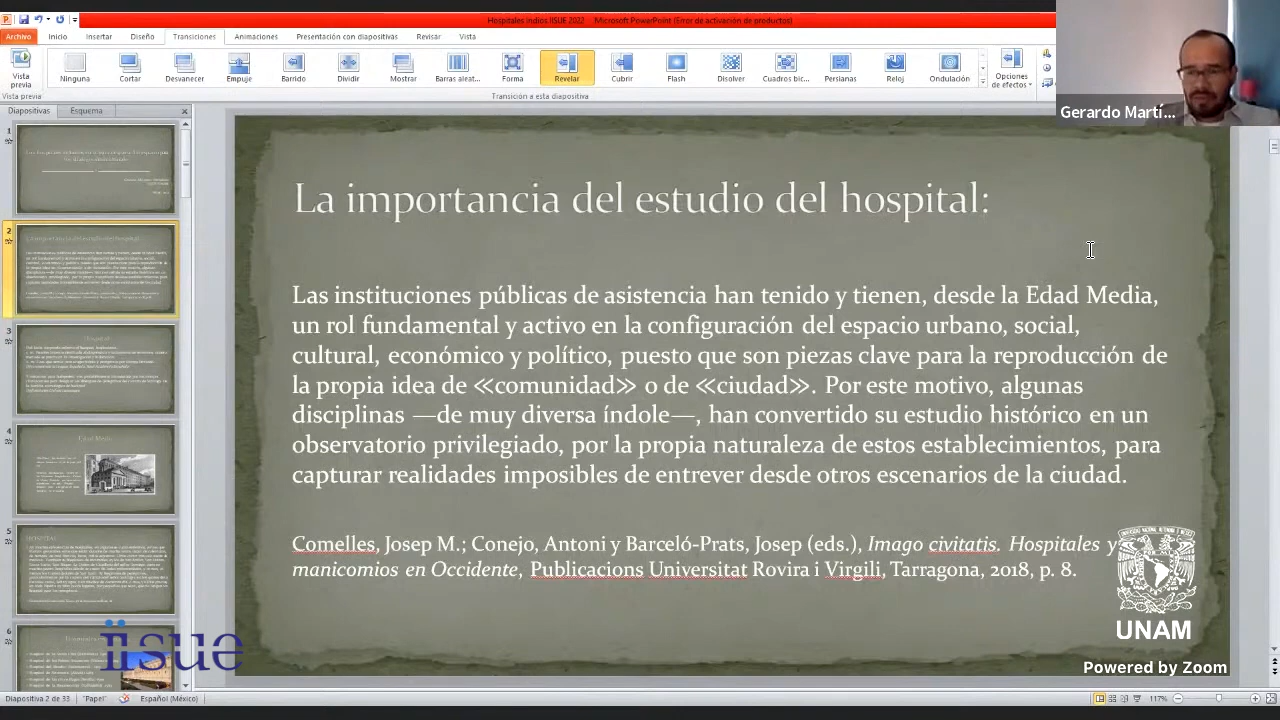 Hospitales indios IISUE 2022 - Microsoft PowerPoint (Error de activación de productos)
Archivo Inicio Insertar Diseño Transiciones Animaciones Presentación con diapositivas Revisar Vista
Vista previa
Ninguna Cortar Desvanecer Empuje Barrido Dividir Mostrar Barras aleat... Forma Revelar Cubrir Flash Disolver Cuadros bic... Persianas Reloj Ondulación
Opciones de efectos
Vista previa Transición a esta diapositiva
Gerardo Martí...
Diapositivas Esquema
1
2
3
4
5
HOSPITAL
6
La importancia del estudio del hospital:
Las instituciones públicas de asistencia han tenido y tienen, desde la Edad Media,
un rol fundamental y activo en la configuración del espacio urbano, social,
cultural, económico y político, puesto que son piezas clave para la reproducción de
la propia idea de ≪comunidad≫ o de ≪ciudad≫. Por este motivo, algunas
disciplinas —de muy diversa índole—, han convertido su estudio histórico en un
observatorio privilegiado, por la propia naturaleza de estos establecimientos, para
capturar realidades imposibles de entrever desde otros escenarios de la ciudad.
Comelles, Josep M.; Conejo, Antoni y Barceló-Prats, Josep (eds.), Imago civitatis. Hospitales y
manicomios en Occidente, Publicacions Universitat Rovira Virgili, Tarragona, 2018, p. 8.
iisue
UNAM
Powered by Zoom
Diapositiva 2 de 33 "Papel" Español (México) 117%